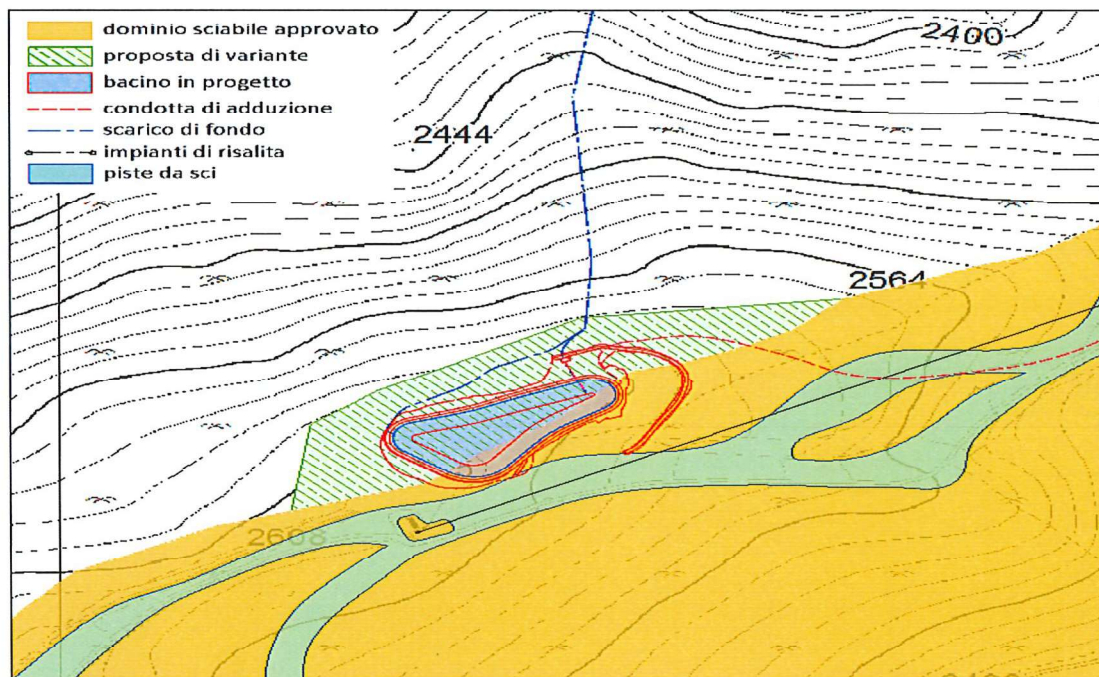 dominio sciabile approvato
proposta di variante
bacino in progetto
condotta di adduzione
scarico di fondo
impianti di risalita
piste da sci
2400
2444
2564
2608